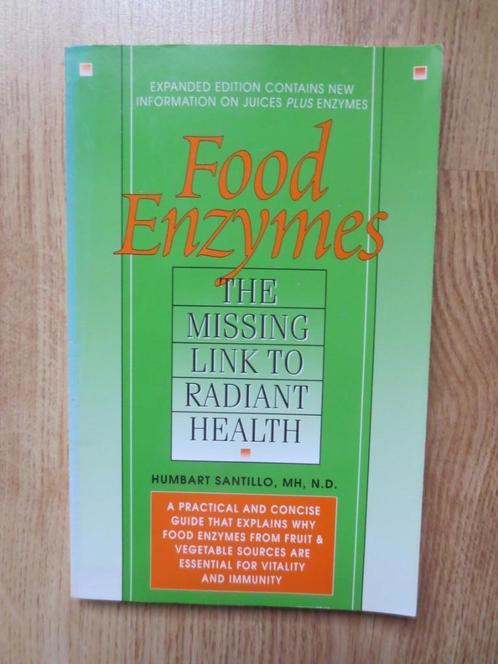 EXPANDED EDITION CONTAINS NEW
INFORMATION ON JUICES PLUS ENZYMES
Food
Enzymes
THE
MISSING
LINK TO
RADIANT
HEALTH
HUMBART SANTILLO, MH, N.D.
A PRACTICAL AND CONCISE
GUIDE THAT EXPLAINS WHY
FOOD ENZYMES FROM FRUIT &
VEGETABLE SOURCES ARE
ESSENTIAL FOR VITALITY
AND IMMUNITY